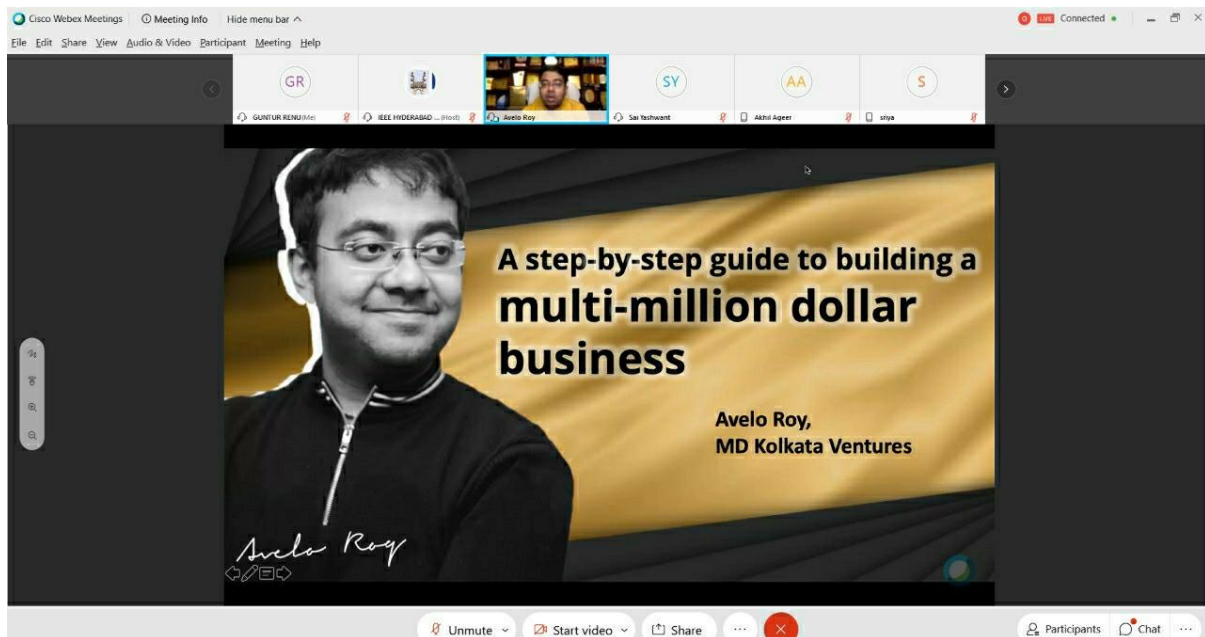 Cisco Webex Meetings Meeting Info Hide menu bar
LIVE Connected
File Edit Share View Audio & Video Participant Meeting Help
GR SY AA S
GUNTUR RENU (Me) IEEE HYDERABAD ... (Host) Avelo Roy Sai Yashwant Akhil Ageer sriya
A step-by-step guide to building a
multi-million dollar
business
Avelo Roy,
MD Kolkata Ventures
Avelo Roy
Unmute Start video Share ... Participants Chat ...